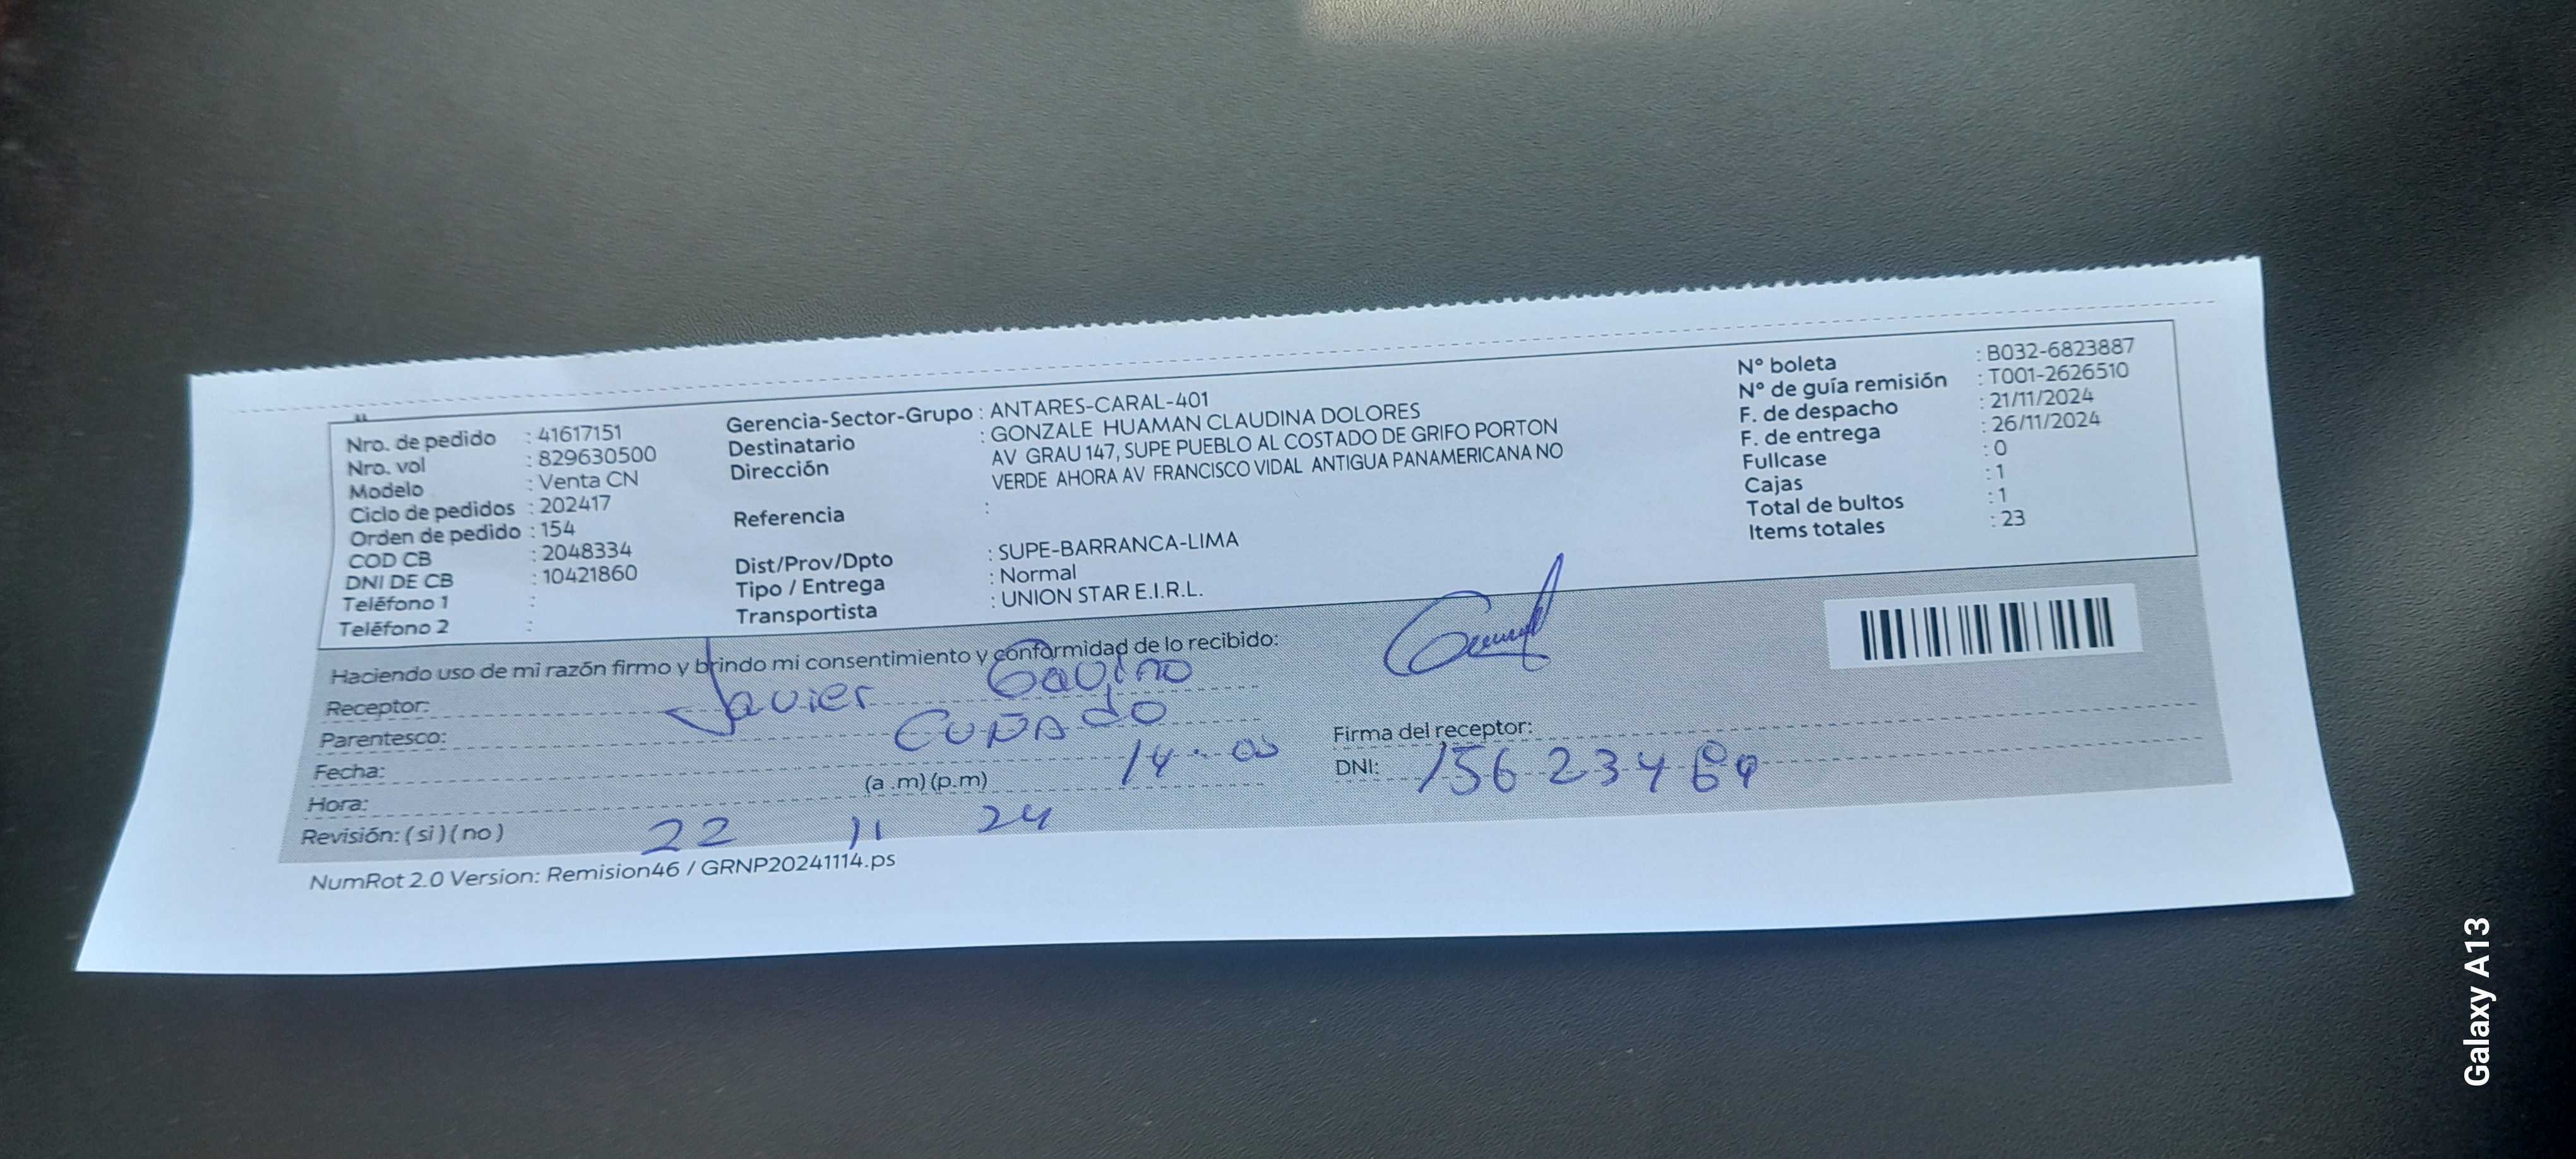 Nro. de pedido : 41617151
Nro. vol : 829630500
Modelo : Venta CN
Ciclo de pedidos : 202417
Orden de pedido : 154
COD CB : 2048334
DNI DE CB : 10421860
Teléfono 1 :
Teléfono 2 :
Gerencia-Sector-Grupo : ANTARES-CARAL-401
Destinatario : GONZALE HUAMAN CLAUDINA DOLORES
Dirección AV GRAU 147, SUPE PUEBLO AL COSTADO DE GRIFO PORTON
VERDE AHORA AV FRANCISCO VIDAL ANTIGUA PANAMERICANA NO
Referencia :
Dist/Prov/Dpto : SUPE-BARRANCA-LIMA
Tipo / Entrega : Normal
Transportista : UNION STAR E.I.R.L.
N° boleta : B032-6823887
N° de guía remisión : T001-2626510
F. de despacho : 21/11/2024
F. de entrega : 26/11/2024
Fullcase : 0
Cajas : 1
Total de bultos : 1
Items totales : 23
Haciendo uso de mi razón firmo y brindo mi consentimiento y conformidad de lo recibido:
Receptor: Javier Gavino
Parentesco: CUÑAdO
Fecha: 14:00
Hora: (a .m) (p.m)
Revisión: ( si ) ( no ) 22 11 24
Firma del receptor:
DNI: 156234
NumRot 2.0 Version: Remision46 / GRNP20241114.ps
Galaxy A13